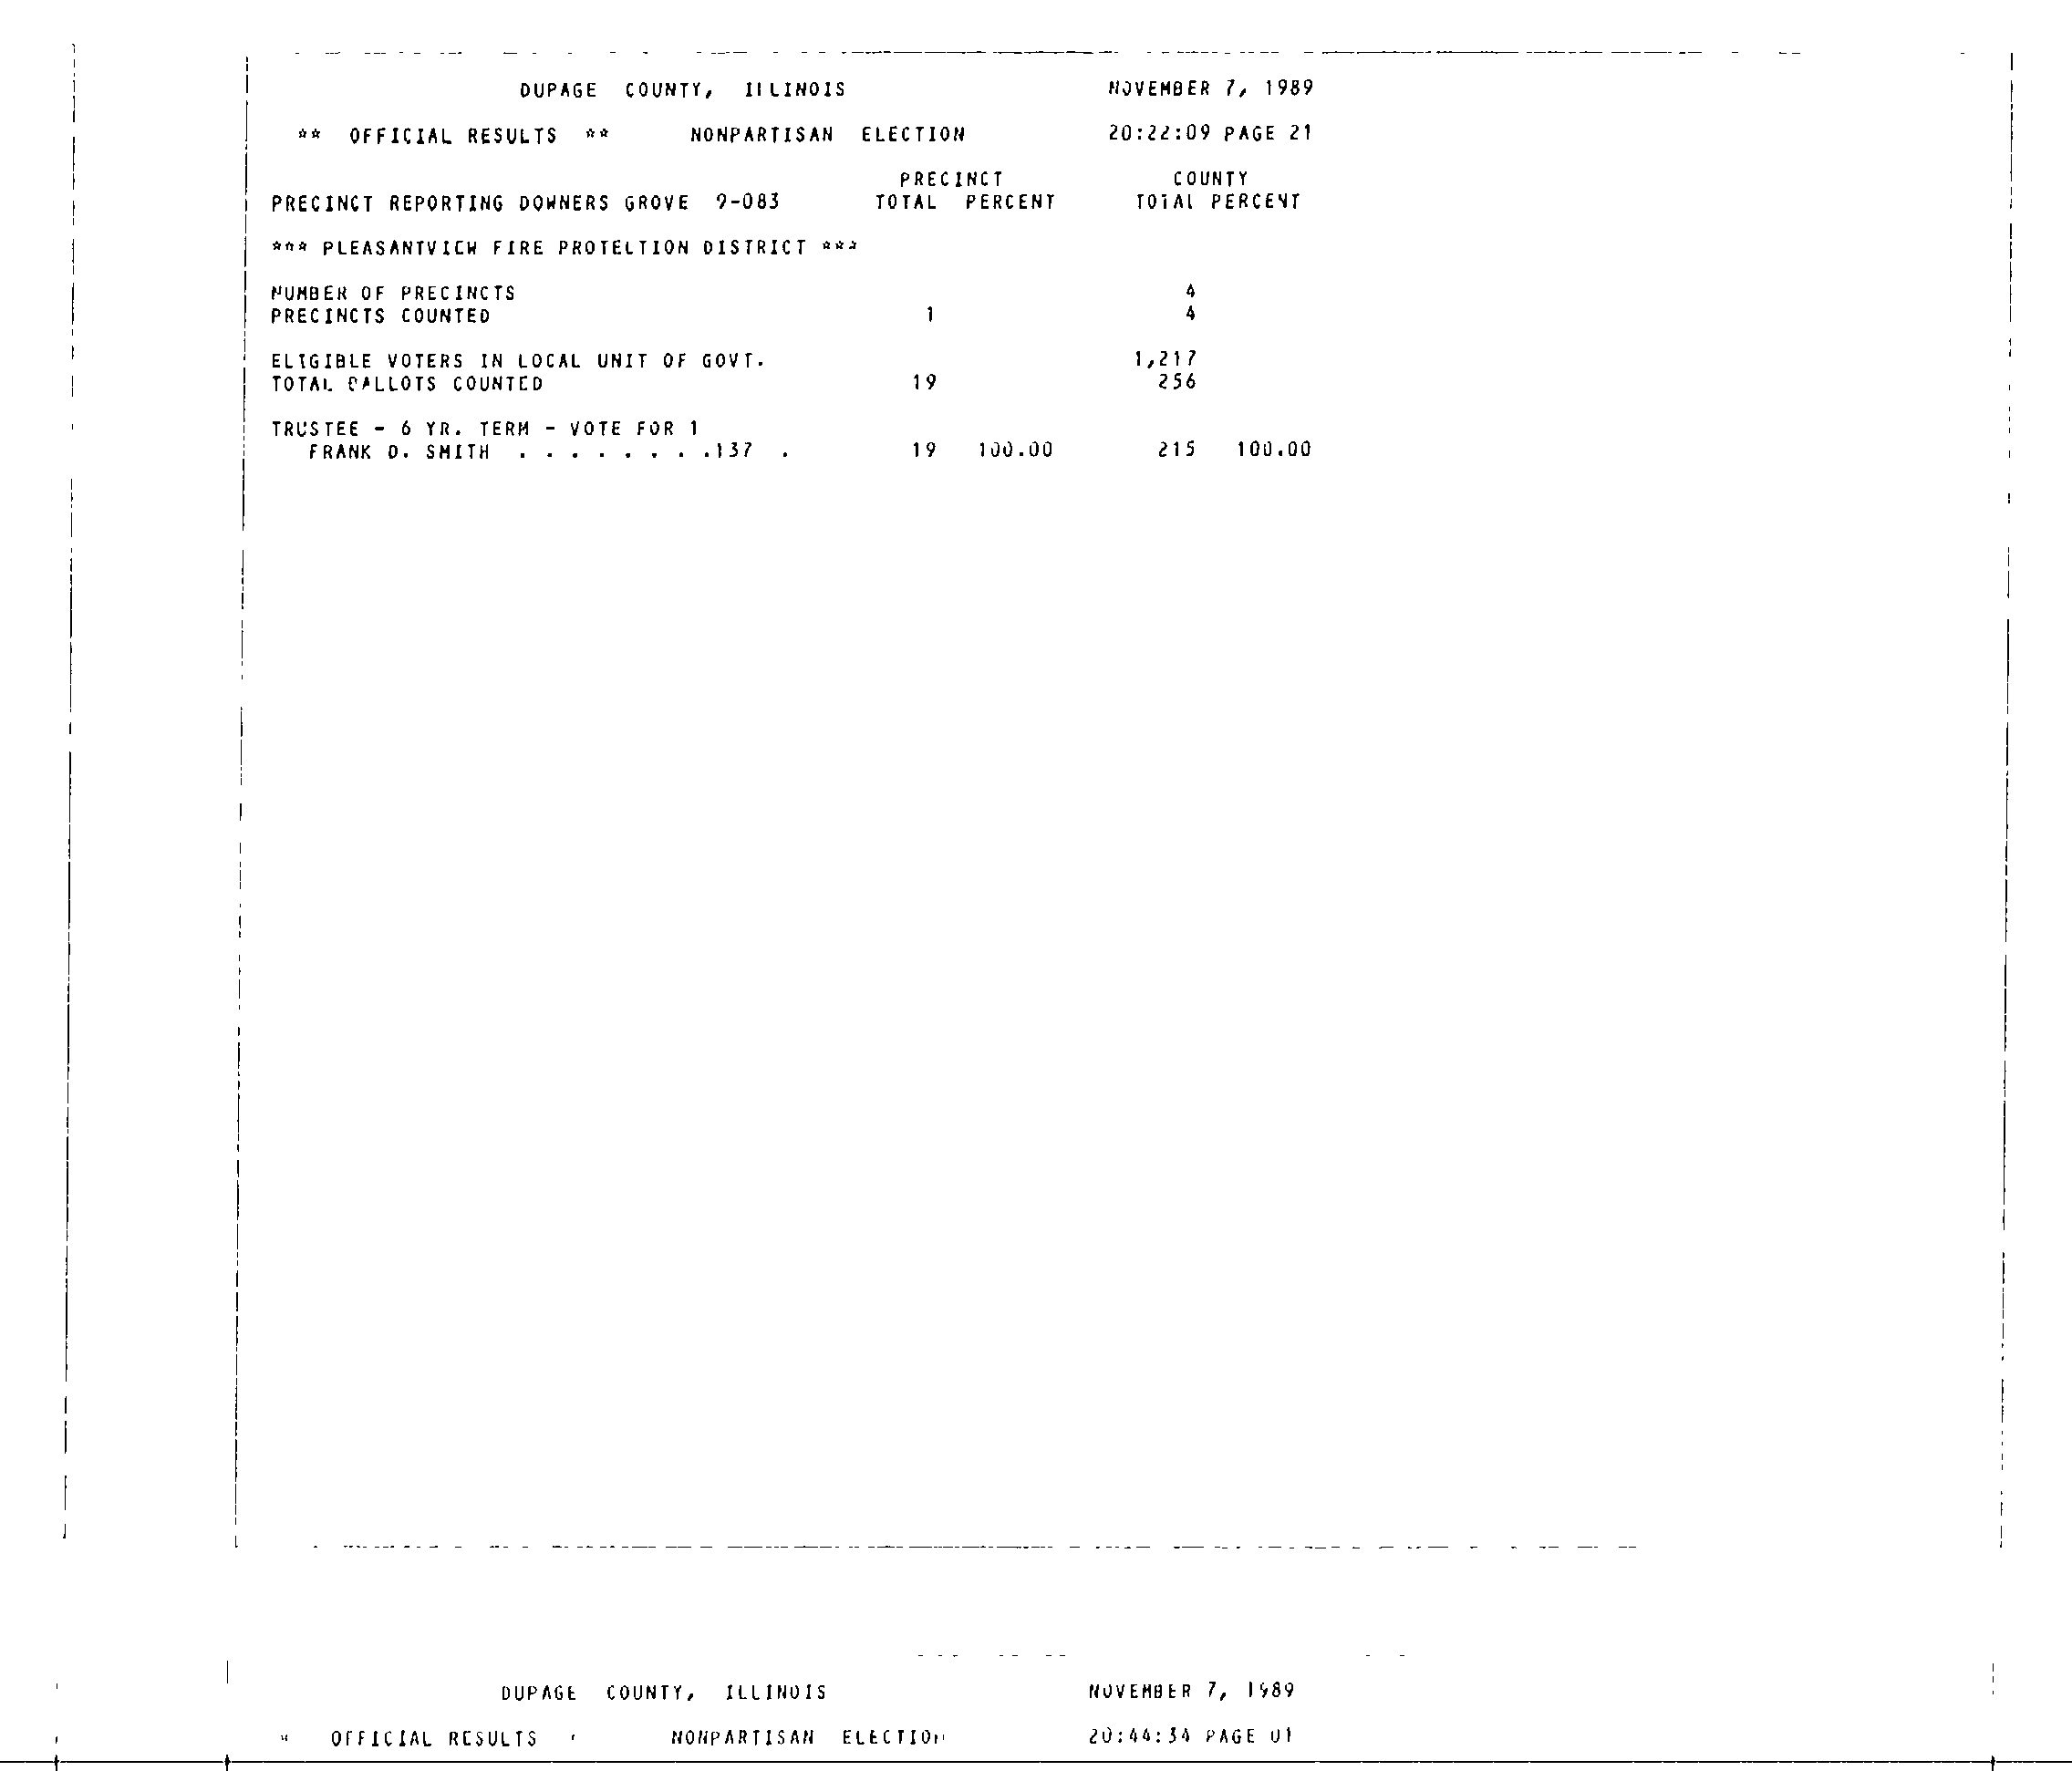 DUPAGE COUNTY, ILLINOIS NOVEMBER 7, 1989
** OFFICIAL RESULTS ** NONPARTISAN ELECTION 20:22:09 PAGE 21
PRECINCT COUNTY
PRECINCT REPORTING DOWNERS GROVE 9-083 TOTAL PERCENT TOTAL PERCENT
*** PLEASANTVIEW FIRE PROTECTION DISTRICT ***
NUMBER OF PRECINCTS 4
PRECINCTS COUNTED 1 4
ELIGIBLE VOTERS IN LOCAL UNIT OF GOVT. 1,217
TOTAL BALLOTS COUNTED 19 256
TRUSTEE - 6 YR. TERM - VOTE FOR 1
FRANK D. SMITH . . . . . . . .137 . 19 100.00 215 100.00
DUPAGE COUNTY, ILLINOIS NOVEMBER 7, 1989
OFFICIAL RESULTS NONPARTISAN ELECTION 20:44:34 PAGE 01